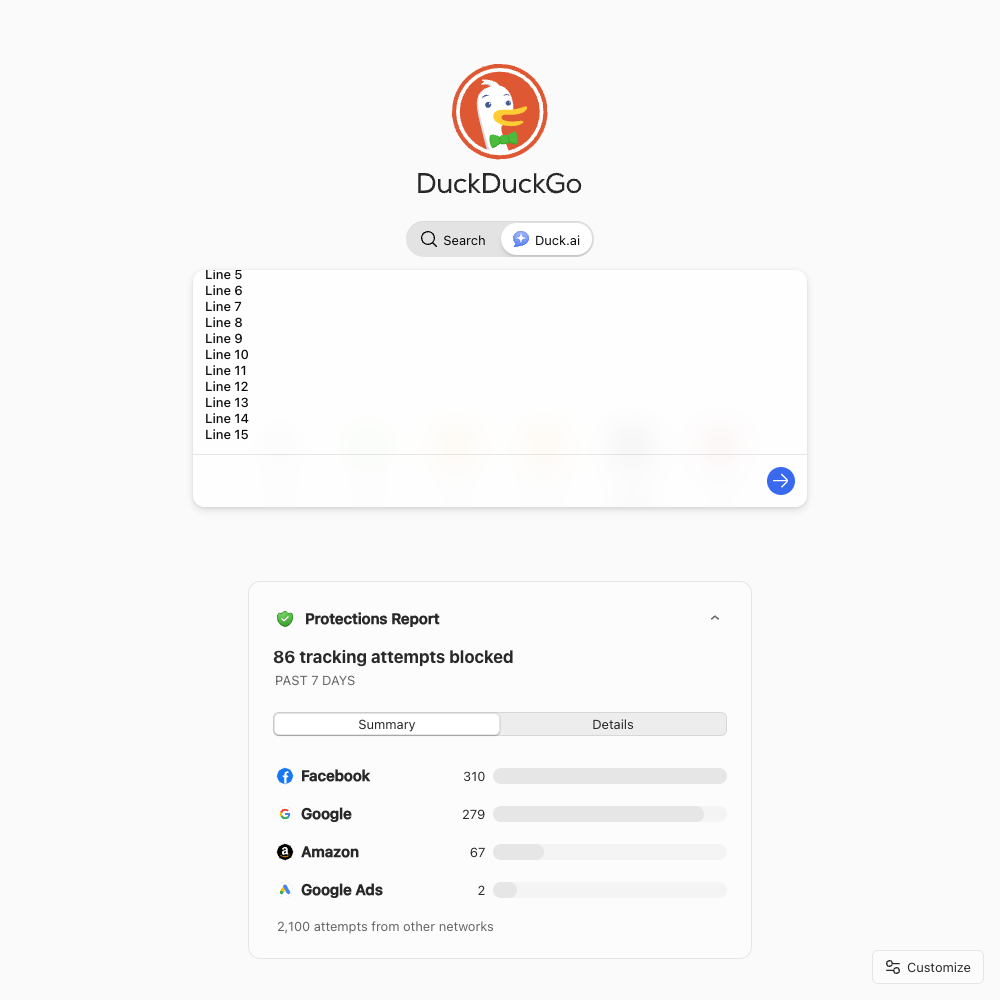 DuckDuckGo
Search
Duck.ai
Line 5
Line 6
Line 7
Line 8
Line 9
Line 10
Line 11
Line 12
Line 13
Line 14
Line 15
Protections Report
86 tracking attempts blocked
PAST 7 DAYS
Summary
Details
Facebook 310
Google 279
Amazon 67
Google Ads 2
2,100 attempts from other networks
Customize